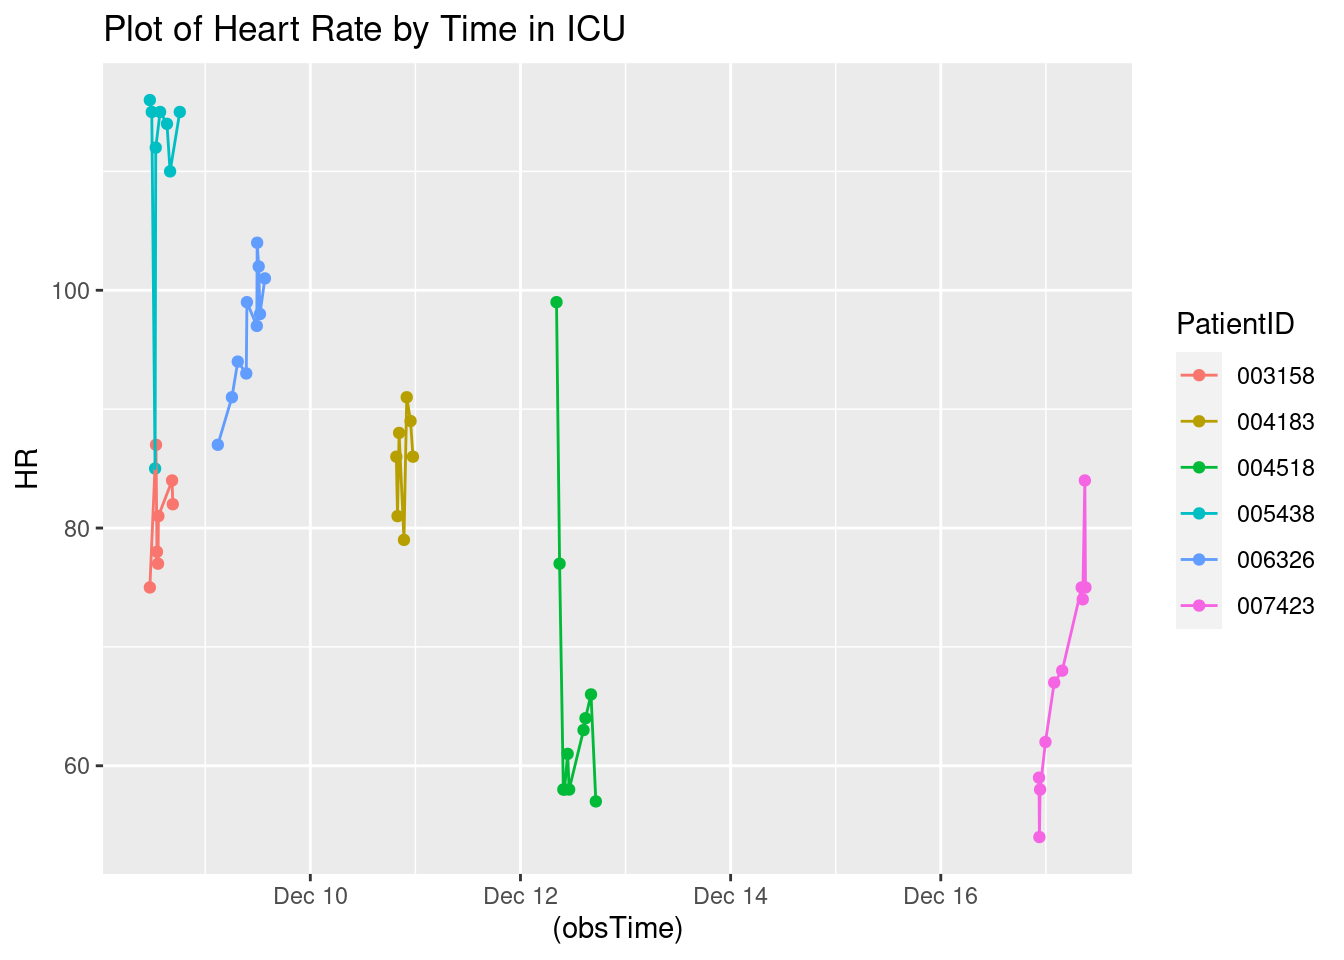 Plot of Heart Rate by Time in ICU
HR
100
80
60
Dec 10
Dec 12
Dec 14
Dec 16
(obsTime)
PatientID
003158
004183
004518
005438
006326
007423